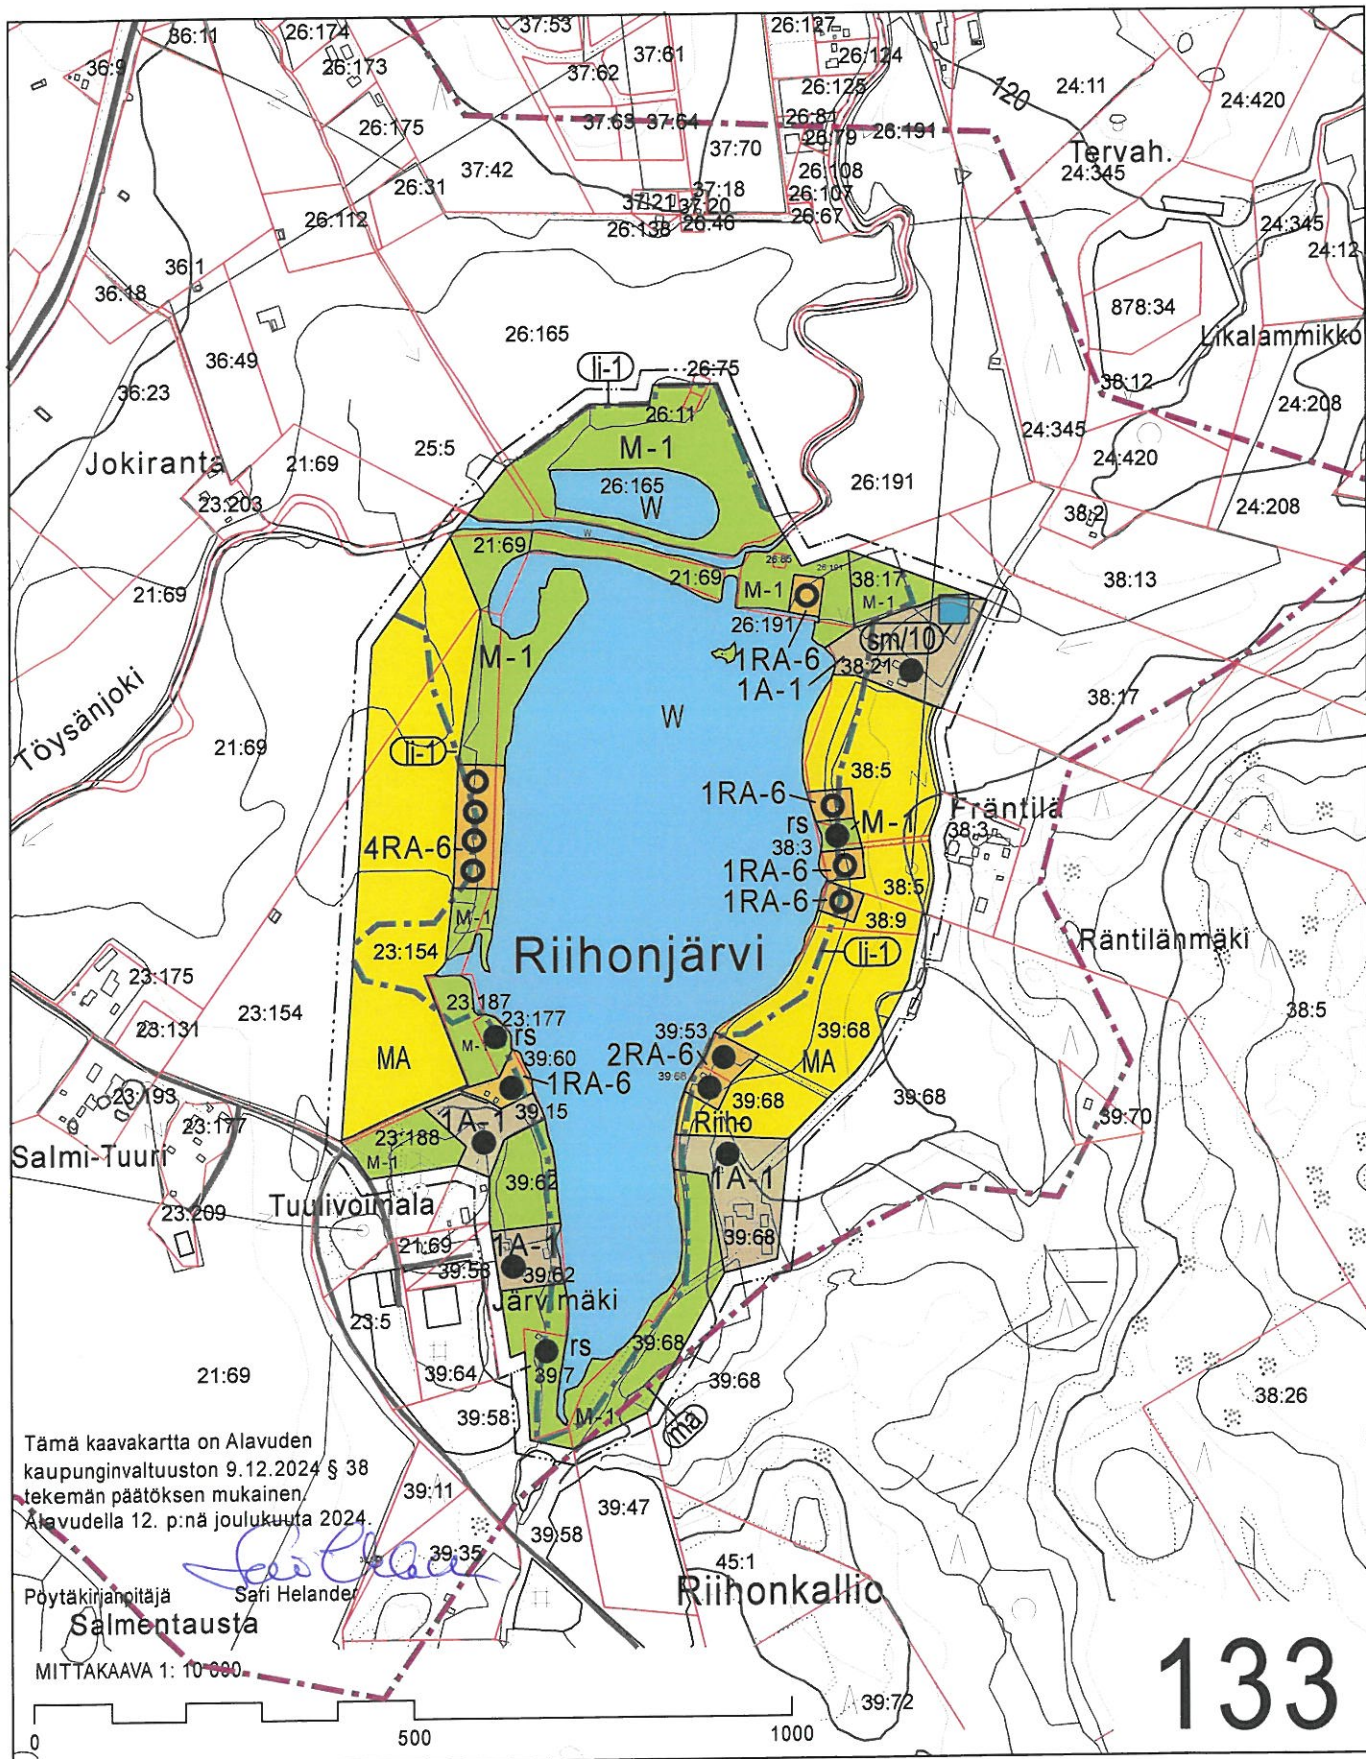 36:11
26:174
37:53
26:127
36:9
26:173
37:61
26:124
37:62
26:125
120
24:11
24:420
26:175
37:63
37:64
26:81
26:79
26:191
Tervah.
24:345
37:42
37:70
26:108
26:31
37:18
26:107
37:21
37:20
26:112
26:138
26:46
26:67
24:345
24:12
36:1
36:18
878:34
26:165
Likalammikko
36:49
li-1
26:75
36:23
38:12
24:208
26:11
25:5
M-1
24:345
24:420
Jokiranta
21:69
26:165
W
26:191
23:203
38:2
24:208
W
21:69
21:69
26:85
26:191
38:17
38:13
21:69
M-1
M-1
26:191
sm/10
M-1
1RA-6
38:21
1A-1
38:17
Töysänjoki
W
21:69
li-1
38:5
1RA-6
Fräntilä
rs
M-1
38:3
4RA-6
38:3
1RA-6
38:5
1RA-6
M-1
38:9
23:154
Riihonjärvi
li-1
Räntilänmäki
23:175
23:187
38:5
23:131
23:154
23:177
rs
39:53
39:68
MA
M-1
39:60
2RA-6
MA
1RA-6
39:68
23:193
39:68
39:68
39:15
Riiho
39:70
23:177
23:188
1A-1
Salmi-Tuuri
M-1
39:62
1A-1
Tuulivoimala
23:209
21:69
1A-1
39:68
39:58
39:62
Järvimäki
23:5
rs
39:68
39:64
39:7
39:68
21:69
38:26
39:58
M-1
ma
Tämä kaavakartta on Alavuden
kaupunginvaltuuston 9.12.2024 § 38
tekemän päätöksen mukainen.
Alavudella 12. p:nä joulukuuta 2024.
39:11
39:47
39:58
39:35
45:1
Pöytäkirjanpitäjä Sari Helander
Riihonkallio
Salmentausta
MITTAKAAVA 1: 10 000
39:72
133
0 500 1000